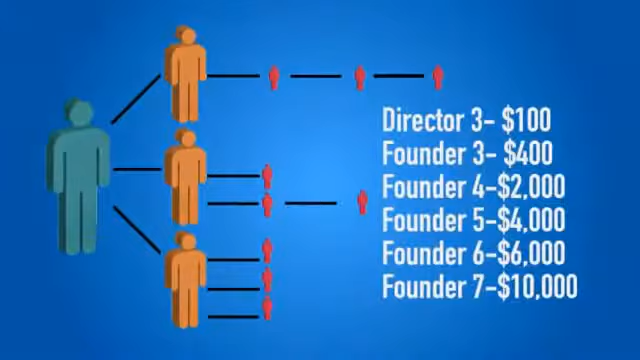 Director 3- $100
Founder 3- $400
Founder 4-$2,000
Founder 5-$4,000
Founder 6-$6,000
Founder 7-$10,000